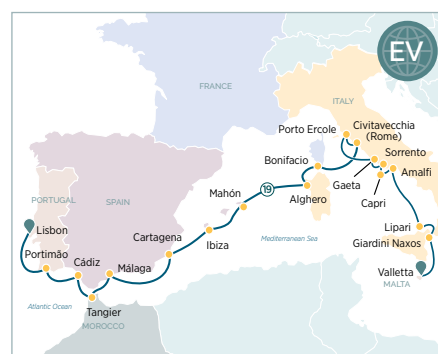 EV
FRANCE
ITALY
Porto Ercole
Civitavecchia
(Rome)
Sorrento
Bonifacio
Amalfi
Gaeta
Capri
19
Alghero
Mahón
PORTUGAL
SPAIN
Lisbon
Cartagena
Ibiza
Mediterranean Sea
Lipari
Giardini Naxos
Portimão
Cádiz
Málaga
Valletta
MALTA
Atlantic Ocean
Tangier
MOROCCO